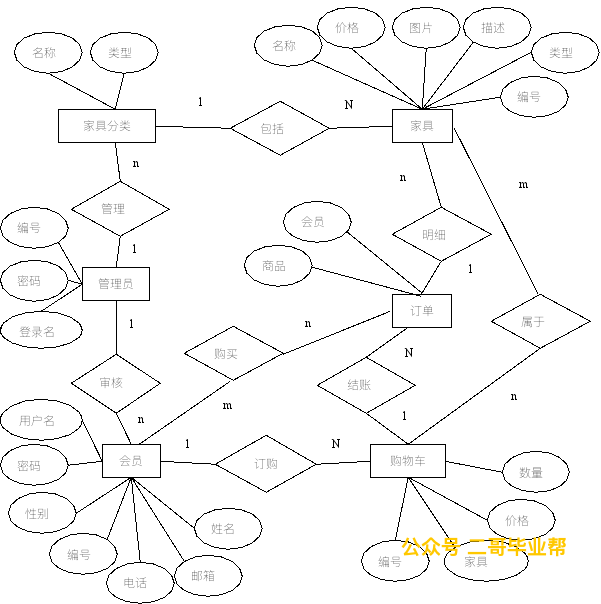 价格
图片
描述
名称
类型
名称
类型
编号
1
N
家具分类
包括
家具
n
n
m
管理
会员
编号
明细
1
商品
1
密码
管理员
订单
登录名
1
n
属于
购买
N
审核
结账
n
用户名
n
m
1
会员
1
订购
N
购物车
密码
数量
性别
姓名
价格
公众号 二哥毕业帮
编号
编号
家具
电话
邮箱